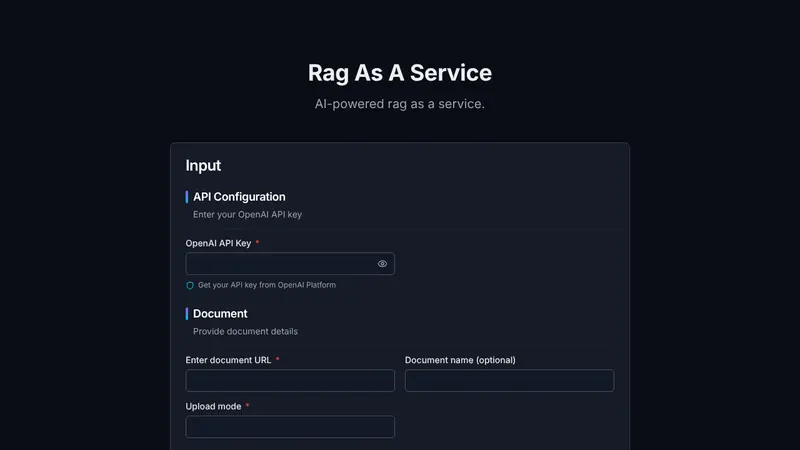 Rag As A Service
AI-powered rag as a service.
Input
API Configuration
Enter your OpenAI API key
OpenAI API Key *
Get your API key from OpenAI Platform
Document
Provide document details
Enter document URL *
Document name (optional)
Upload mode *